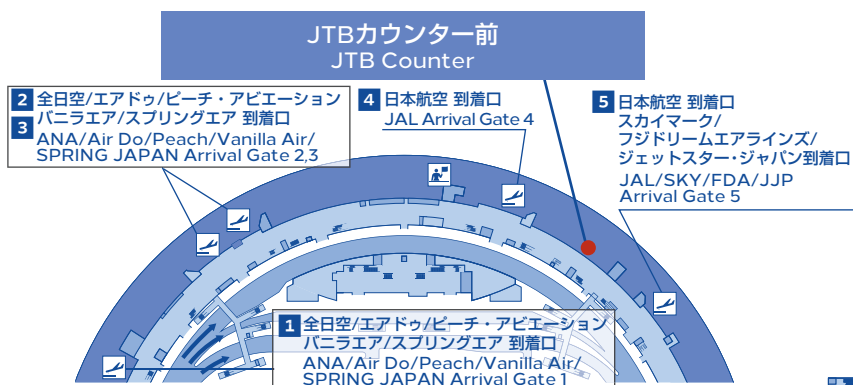 JTBカウンター前
JTB Counter
2 全日空/エアドゥ/ピーチ・アビエーション
3 バニラエア/スプリングエア 到着口
ANA/Air Do/Peach/Vanilla Air/
SPRING JAPAN Arrival Gate 2,3
4 日本航空 到着口
JAL Arrival Gate 4
5 日本航空 到着口
スカイマーク/
フジドリームエアラインズ/
ジェットスター・ジャパン到着口
JAL/SKY/FDA/JJP
Arrival Gate 5
1 全日空/エアドゥ/ピーチ・アビエーション
バニラエア/スプリングエア 到着口
ANA/Air Do/Peach/Vanilla Air/
SPRING JAPAN Arrival Gate 1